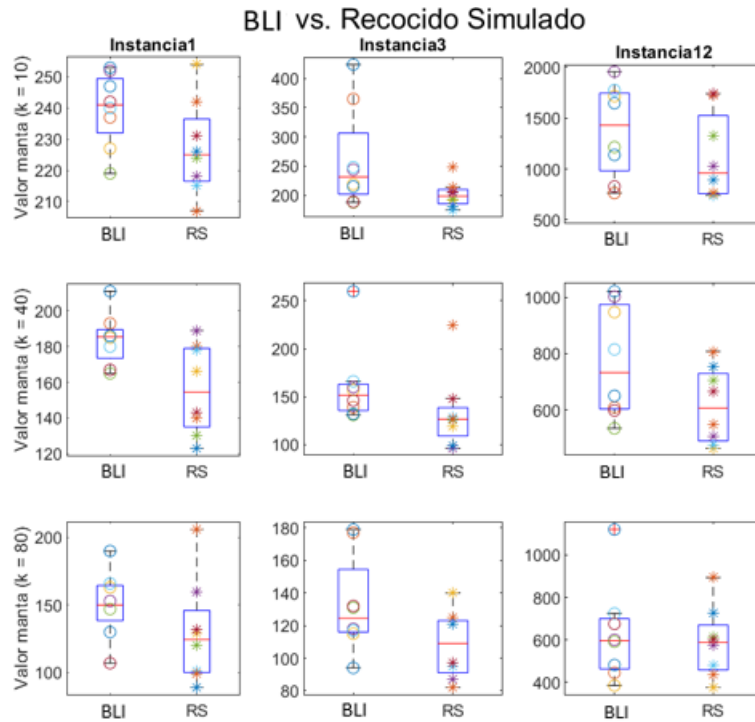 BLI vs. Recocido Simulado
Instancia1
Instancia3
Instancia12
Valor manta (k = 10)
250
240
230
220
210
BLI
RS
400
350
300
250
200
BLI
RS
2000
1500
1000
500
BLI
RS
Valor manta (k = 40)
200
180
160
140
120
BLI
RS
250
200
150
100
BLI
RS
1000
800
600
BLI
RS
Valor manta (k = 80)
200
150
100
BLI
RS
180
160
140
120
100
80
BLI
RS
1000
800
600
400
BLI
RS